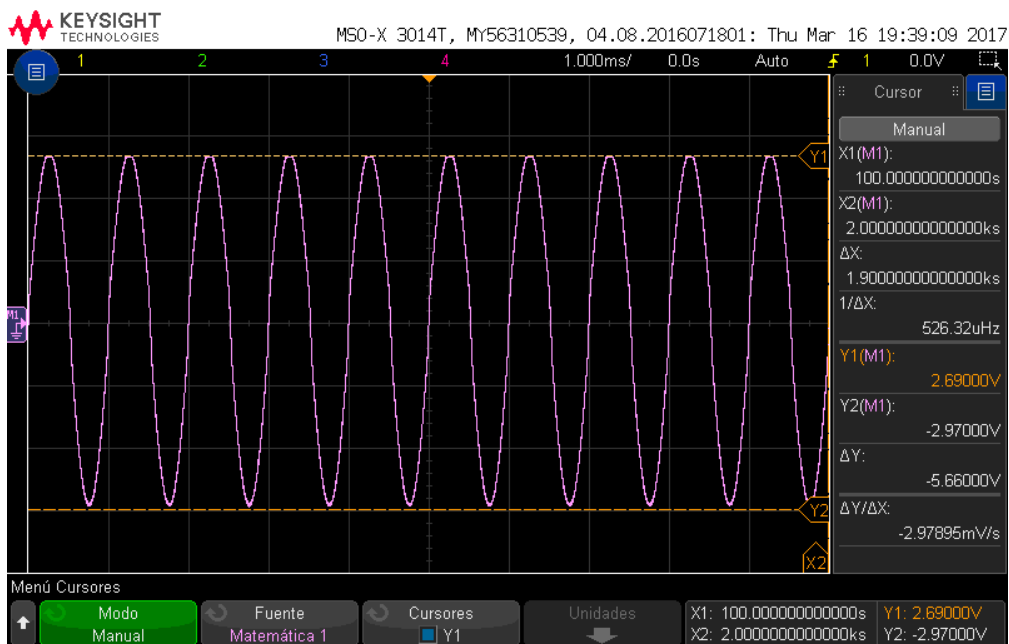 KEYSIGHT
TECHNOLOGIES
MSO-X 3014T, MY56310539, 04.08.2016071801: Thu Mar 16 19:39:09 2017
1 2 3 4 1.000ms/ 0.0s Auto 1 0.0V
Cursor
Manual
X1(M1):
100.000000000000s
X2(M1):
2.00000000000000ks
ΔX:
1.90000000000000ks
1/ΔX:
526.32uHz
Y1(M1):
2.69000V
Y2(M1):
-2.97000V
ΔY:
-5.66000V
ΔY/ΔX:
-2.97895mV/s
Y1
M1
Y2
X2
Menú Cursores
Modo
Manual
Fuente
Matemática 1
Cursores
Y1
Unidades
X1: 100.000000000000s Y1: 2.69000V
X2: 2.00000000000000ks Y2: -2.97000V